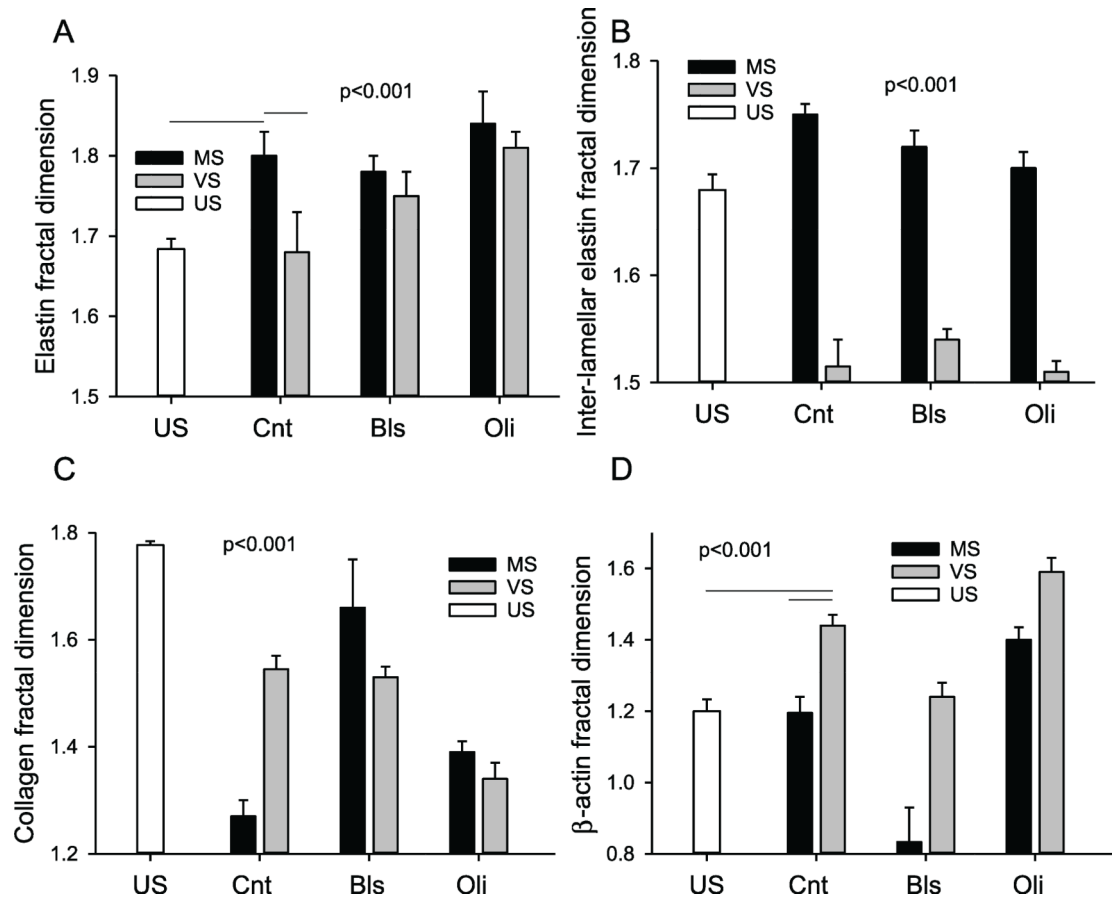 A
Elastin fractal dimension
1.9
1.8
1.7
1.6
1.5
p<0.001
MS
VS
US
US Cnt Bls Oli
B
Inter-lamellar elastin fractal dimension
1.8
1.7
1.6
1.5
MS
VS
US
p<0.001
US Cnt Bls Oli
C
Collagen fractal dimension
1.8
1.6
1.4
1.2
p<0.001
MS
VS
US
US Cnt Bls Oli
D
β-actin fractal dimension
1.6
1.4
1.2
1.0
0.8
p<0.001
MS
VS
US
US Cnt Bls Oli